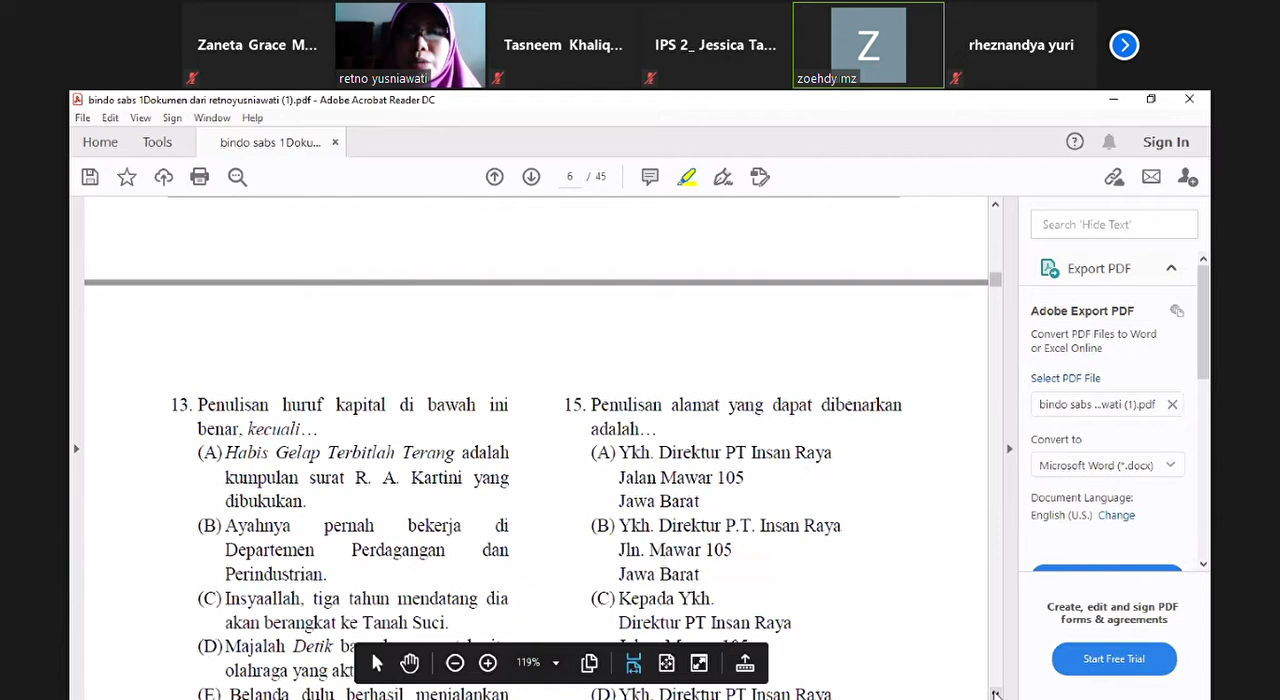 Zaneta Grace M...
retno yusniawati
Tasneem Khaliq...
IPS 2_ Jessica Ta...
Z
zoehdy mz
rheznandya yuri
bindo sabs 1Dokumen dari retnoyusniawati (1).pdf - Adobe Acrobat Reader DC
File Edit View Sign Window Help
Home Tools bindo sabs 1Doku... × Sign In
6 / 45
Search 'Hide Text'
Export PDF
Adobe Export PDF
Convert PDF Files to Word
or Excel Online
Select PDF File
bindo sabs ...wati (1).pdf
Convert to
Microsoft Word (*.docx)
Document Language:
English (U.S.) Change
Create, edit and sign PDF
forms & agreements
Start Free Trial
13. Penulisan huruf kapital di bawah ini
benar, kecuali…
(A) Habis Gelap Terbitlah Terang adalah
kumpulan surat R. A. Kartini yang
dibukukan.
(B) Ayahnya pernah bekerja di
Departemen Perdagangan dan
Perindustrian.
(C) Insyaallah, tiga tahun mendatang dia
akan berangkat ke Tanah Suci.
(D) Majalah Detik
olahraga yang
(E) Belanda dulu berhasil menjalankan
15. Penulisan alamat yang dapat dibenarkan
adalah…
(A) Ykh. Direktur PT Insan Raya
Jalan Mawar 105
Jawa Barat
(B) Ykh. Direktur P.T. Insan Raya
Jln. Mawar 105
Jawa Barat
(C) Kepada Ykh.
Direktur PT Insan Raya
(D) Ykh. Direktur PT Insan Raya
119%